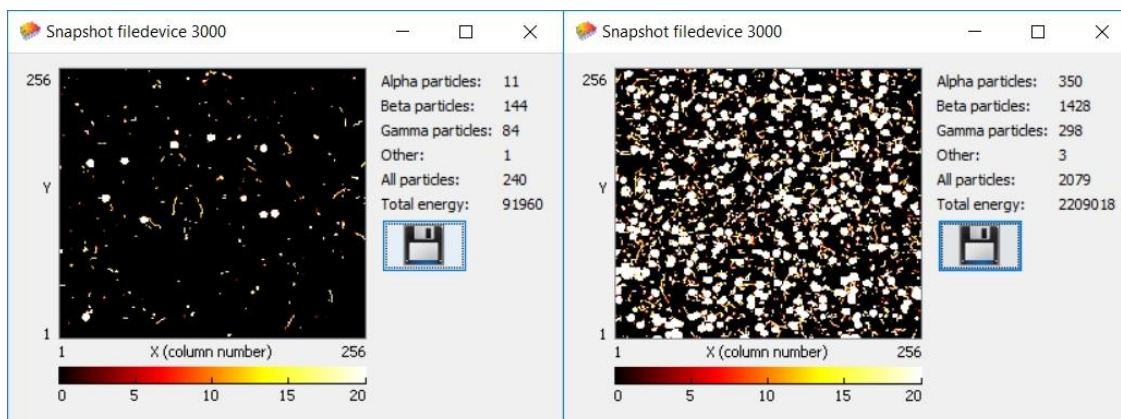 Snapshot filedevice 3000
256
Y
1
1 X (column number) 256
0 5 10 15 20
Alpha particles: 11
Beta particles: 144
Gamma particles: 84
Other: 1
All particles: 240
Total energy: 91960
Snapshot filedevice 3000
256
Y
1
1 X (column number) 256
0 5 10 15 20
Alpha particles: 350
Beta particles: 1428
Gamma particles: 298
Other: 3
All particles: 2079
Total energy: 2209018